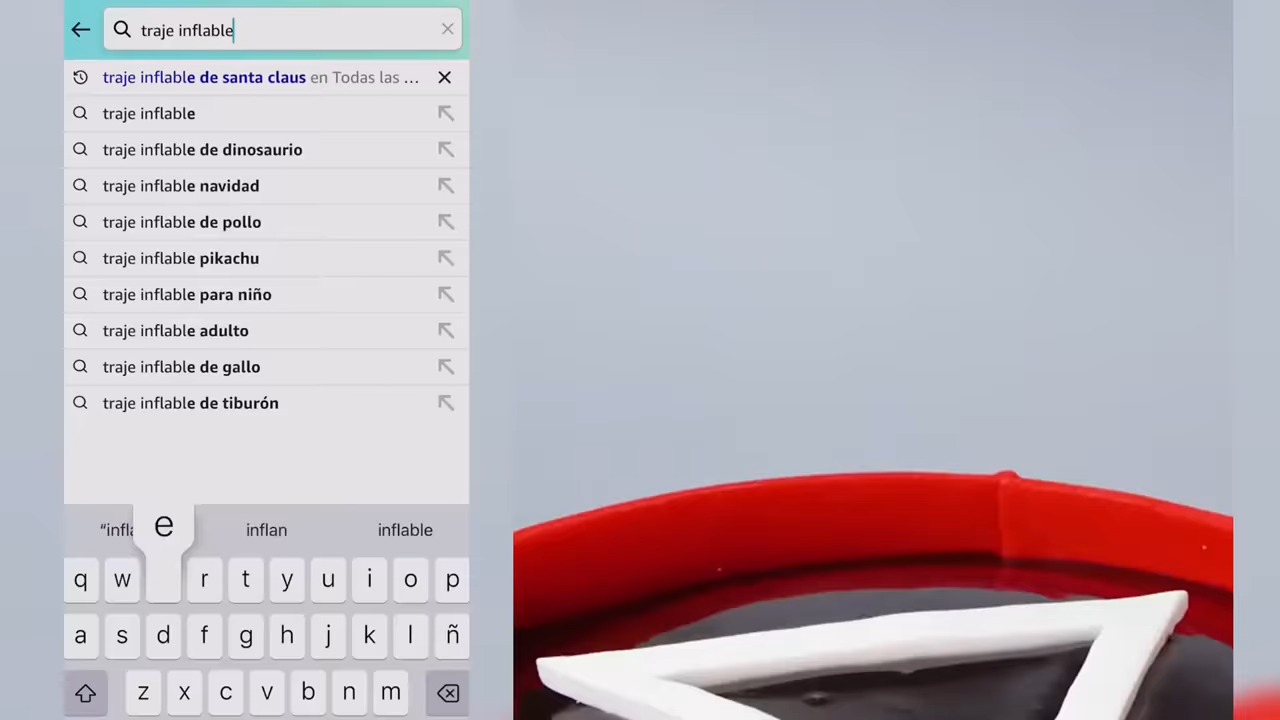 traje inflable
traje inflable de santa claus en Todas las ...
traje inflable
traje inflable de dinosaurio
traje inflable navidad
traje inflable de pollo
traje inflable pikachu
traje inflable para niño
traje inflable adulto
traje inflable de gallo
traje inflable de tiburón
“infla e inflan inflable
q w r t y u i o p
a s d f g h j k l ñ
z x c v b n m